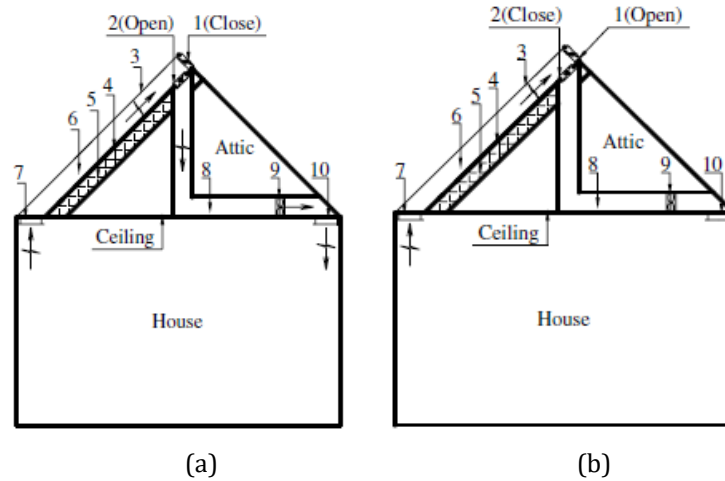 2(Open) 1(Close)
3
4
5
6
7
Attic
8 9 10
Ceiling
House
(a)
2(Close) 1(Open)
3
4
5
6
7
Attic
8 9 10
Ceiling
House
(b)